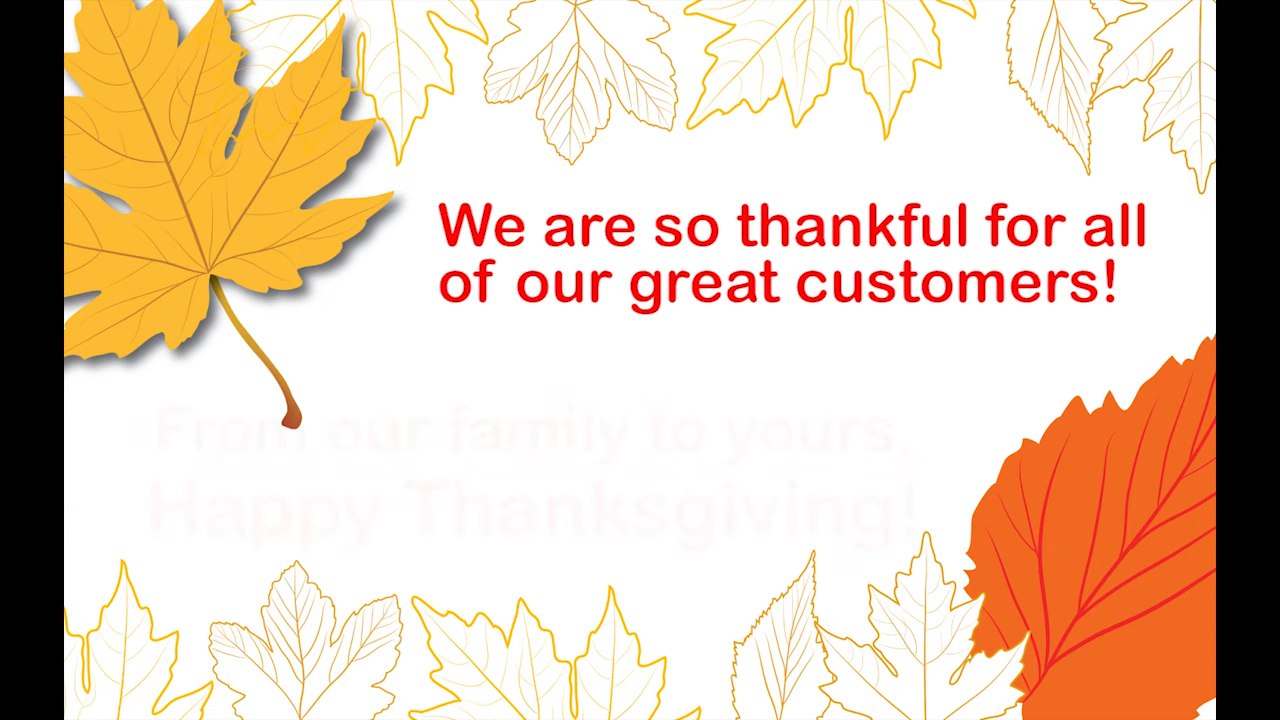 We are so thankful for all
of our great customers!
From our family to yours,
Happy Thanksgiving!